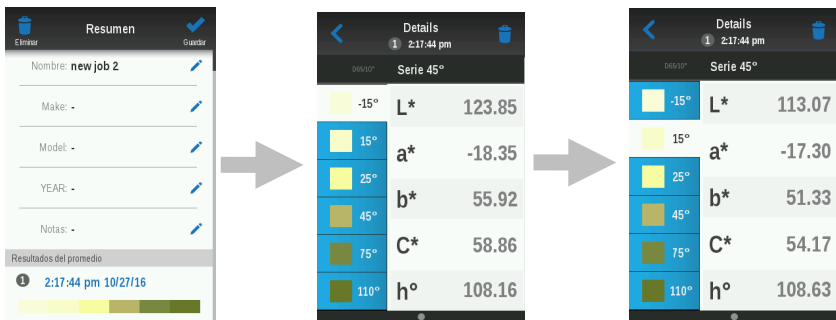 Resumen
Eliminar
Guardar
Nombre: new job 2
Make: -
Model: -
YEAR: -
Notas: -
Resultados del promedio
1 2:17:44 pm 10/27/16
Details
1 2:17:44 pm
D65/10° Serie 45°
-15°
15°
25°
45°
75°
110°
L* 123.85
a* -18.35
b* 55.92
C* 58.86
h° 108.16
Details
1 2:17:44 pm
D65/10° Serie 45°
-15°
15°
25°
45°
75°
110°
L* 113.07
a* -17.30
b* 51.33
C* 54.17
h° 108.63